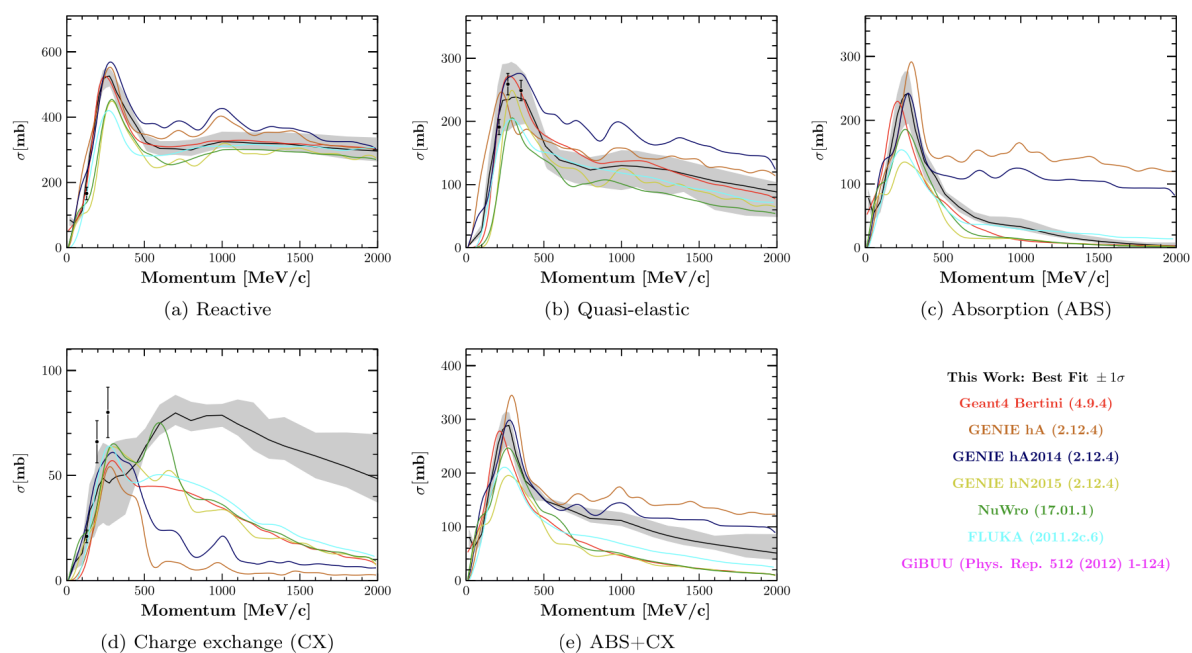 σ[mb]
600
400
200
0
0 500 1000 1500 2000
Momentum [MeV/c]
(a) Reactive
σ[mb]
300
200
100
0
0 500 1000 1500 2000
Momentum [MeV/c]
(b) Quasi-elastic
σ[mb]
300
200
100
0
0 500 1000 1500 2000
Momentum [MeV/c]
(c) Absorption (ABS)
σ[mb]
100
50
0
0 500 1000 1500 2000
Momentum [MeV/c]
(d) Charge exchange (CX)
σ[mb]
400
300
200
100
0
0 500 1000 1500 2000
Momentum [MeV/c]
(e) ABS+CX
This Work: Best Fit ± 1σ
Geant4 Bertini (4.9.4)
GENIE hA (2.12.4)
GENIE hA2014 (2.12.4)
GENIE hN2015 (2.12.4)
NuWro (17.01.1)
FLUKA (2011.2c.6)
GiBUU (Phys. Rep. 512 (2012) 1-124)